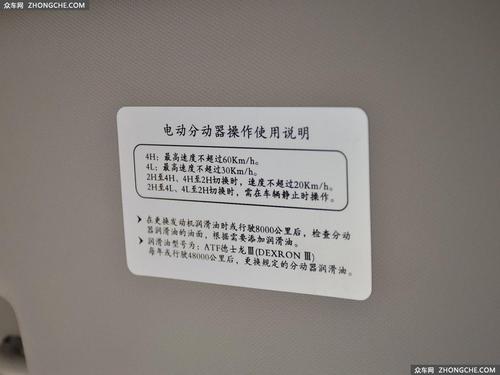 众车网 ZHONGCHE.COM
电动分动器操作使用说明
4H：最高速度不超过60Km/h。
4L：最高速度不超过30Km/h。
2H至4H、4H至2H切换时，速度不超过20Km/h。
2H至4L、4L至2H切换时，需在车辆静止时操作。
在更换发动机润滑油时或行驶8000公里后，检查分动
器润滑油的油面，根据需要添加润滑油。
润滑油型号为：ATF德士龙Ⅲ(DEXRON Ⅲ)
每年或行驶48000公里后，更换规定的分动器润滑油。
众车网 ZHONGCHE.COM